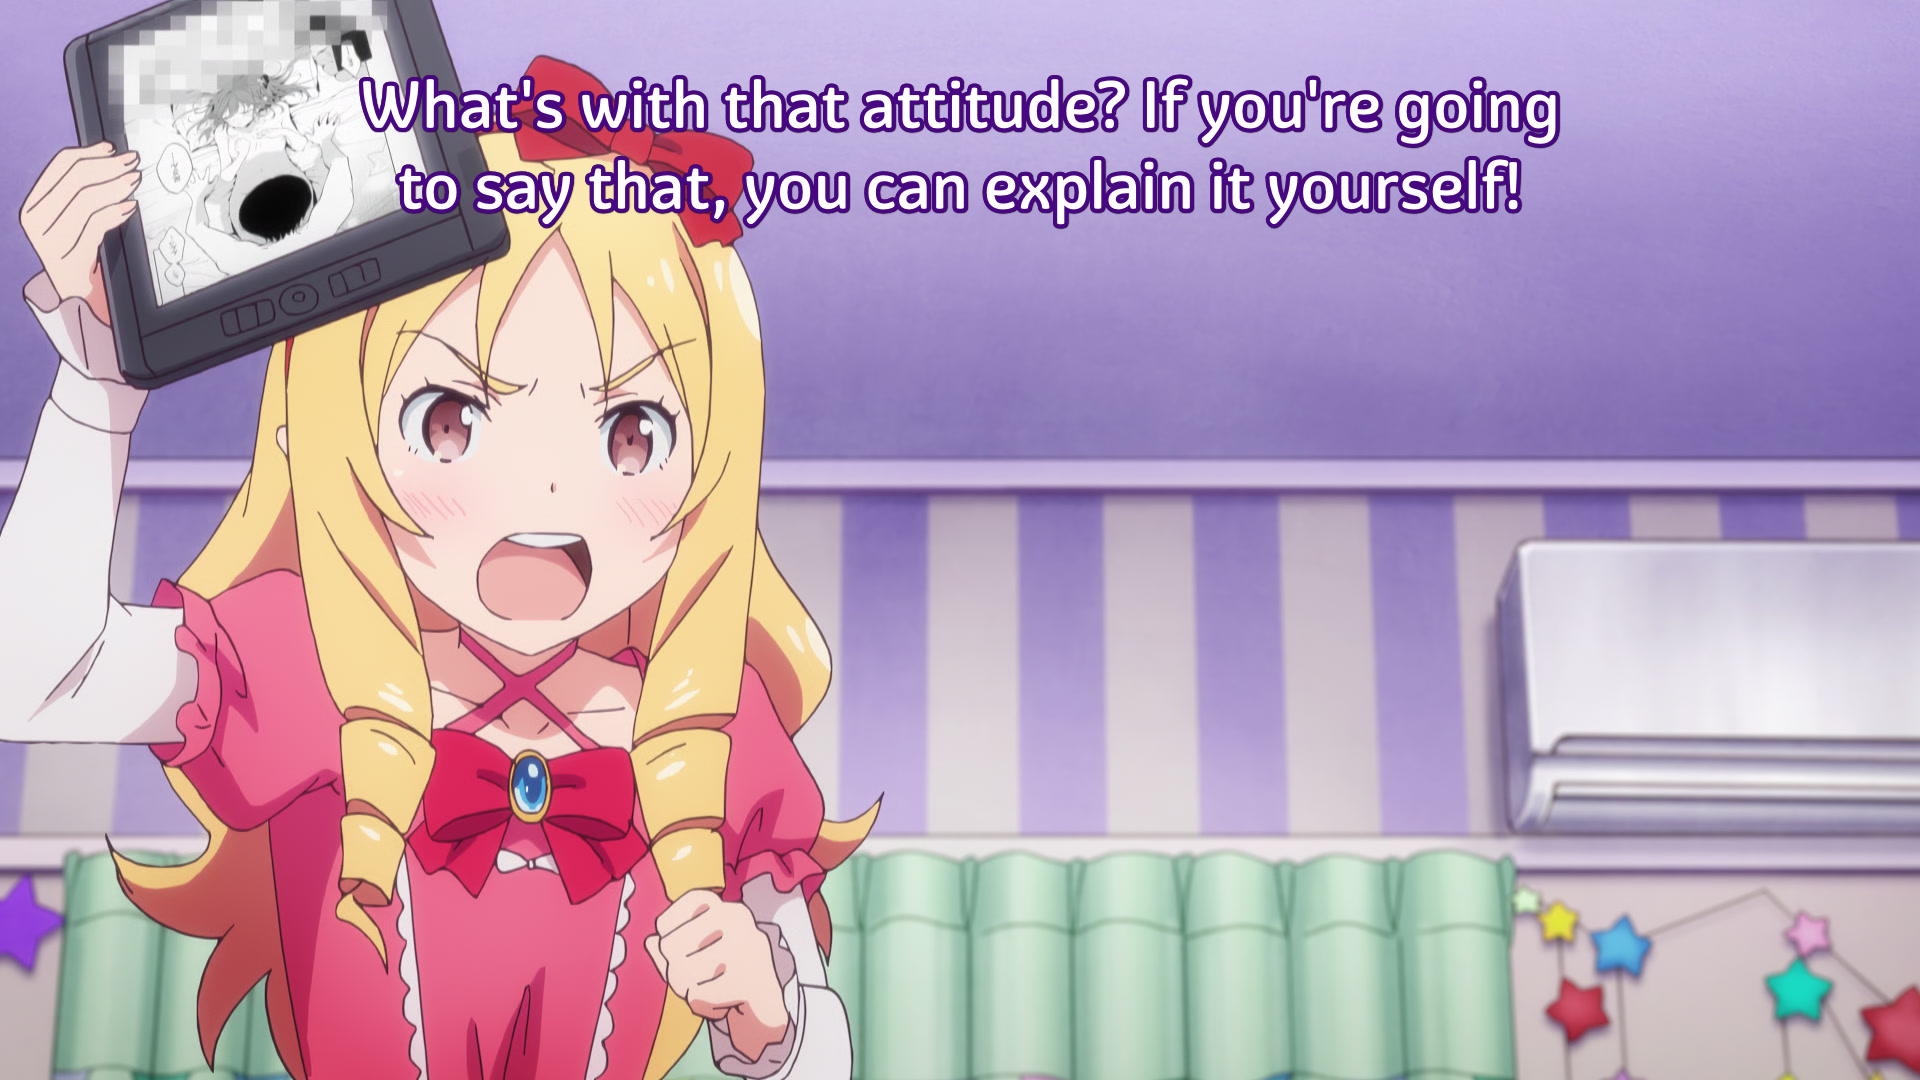 What's with that attitude? If you're going
to say that, you can explain it yourself!